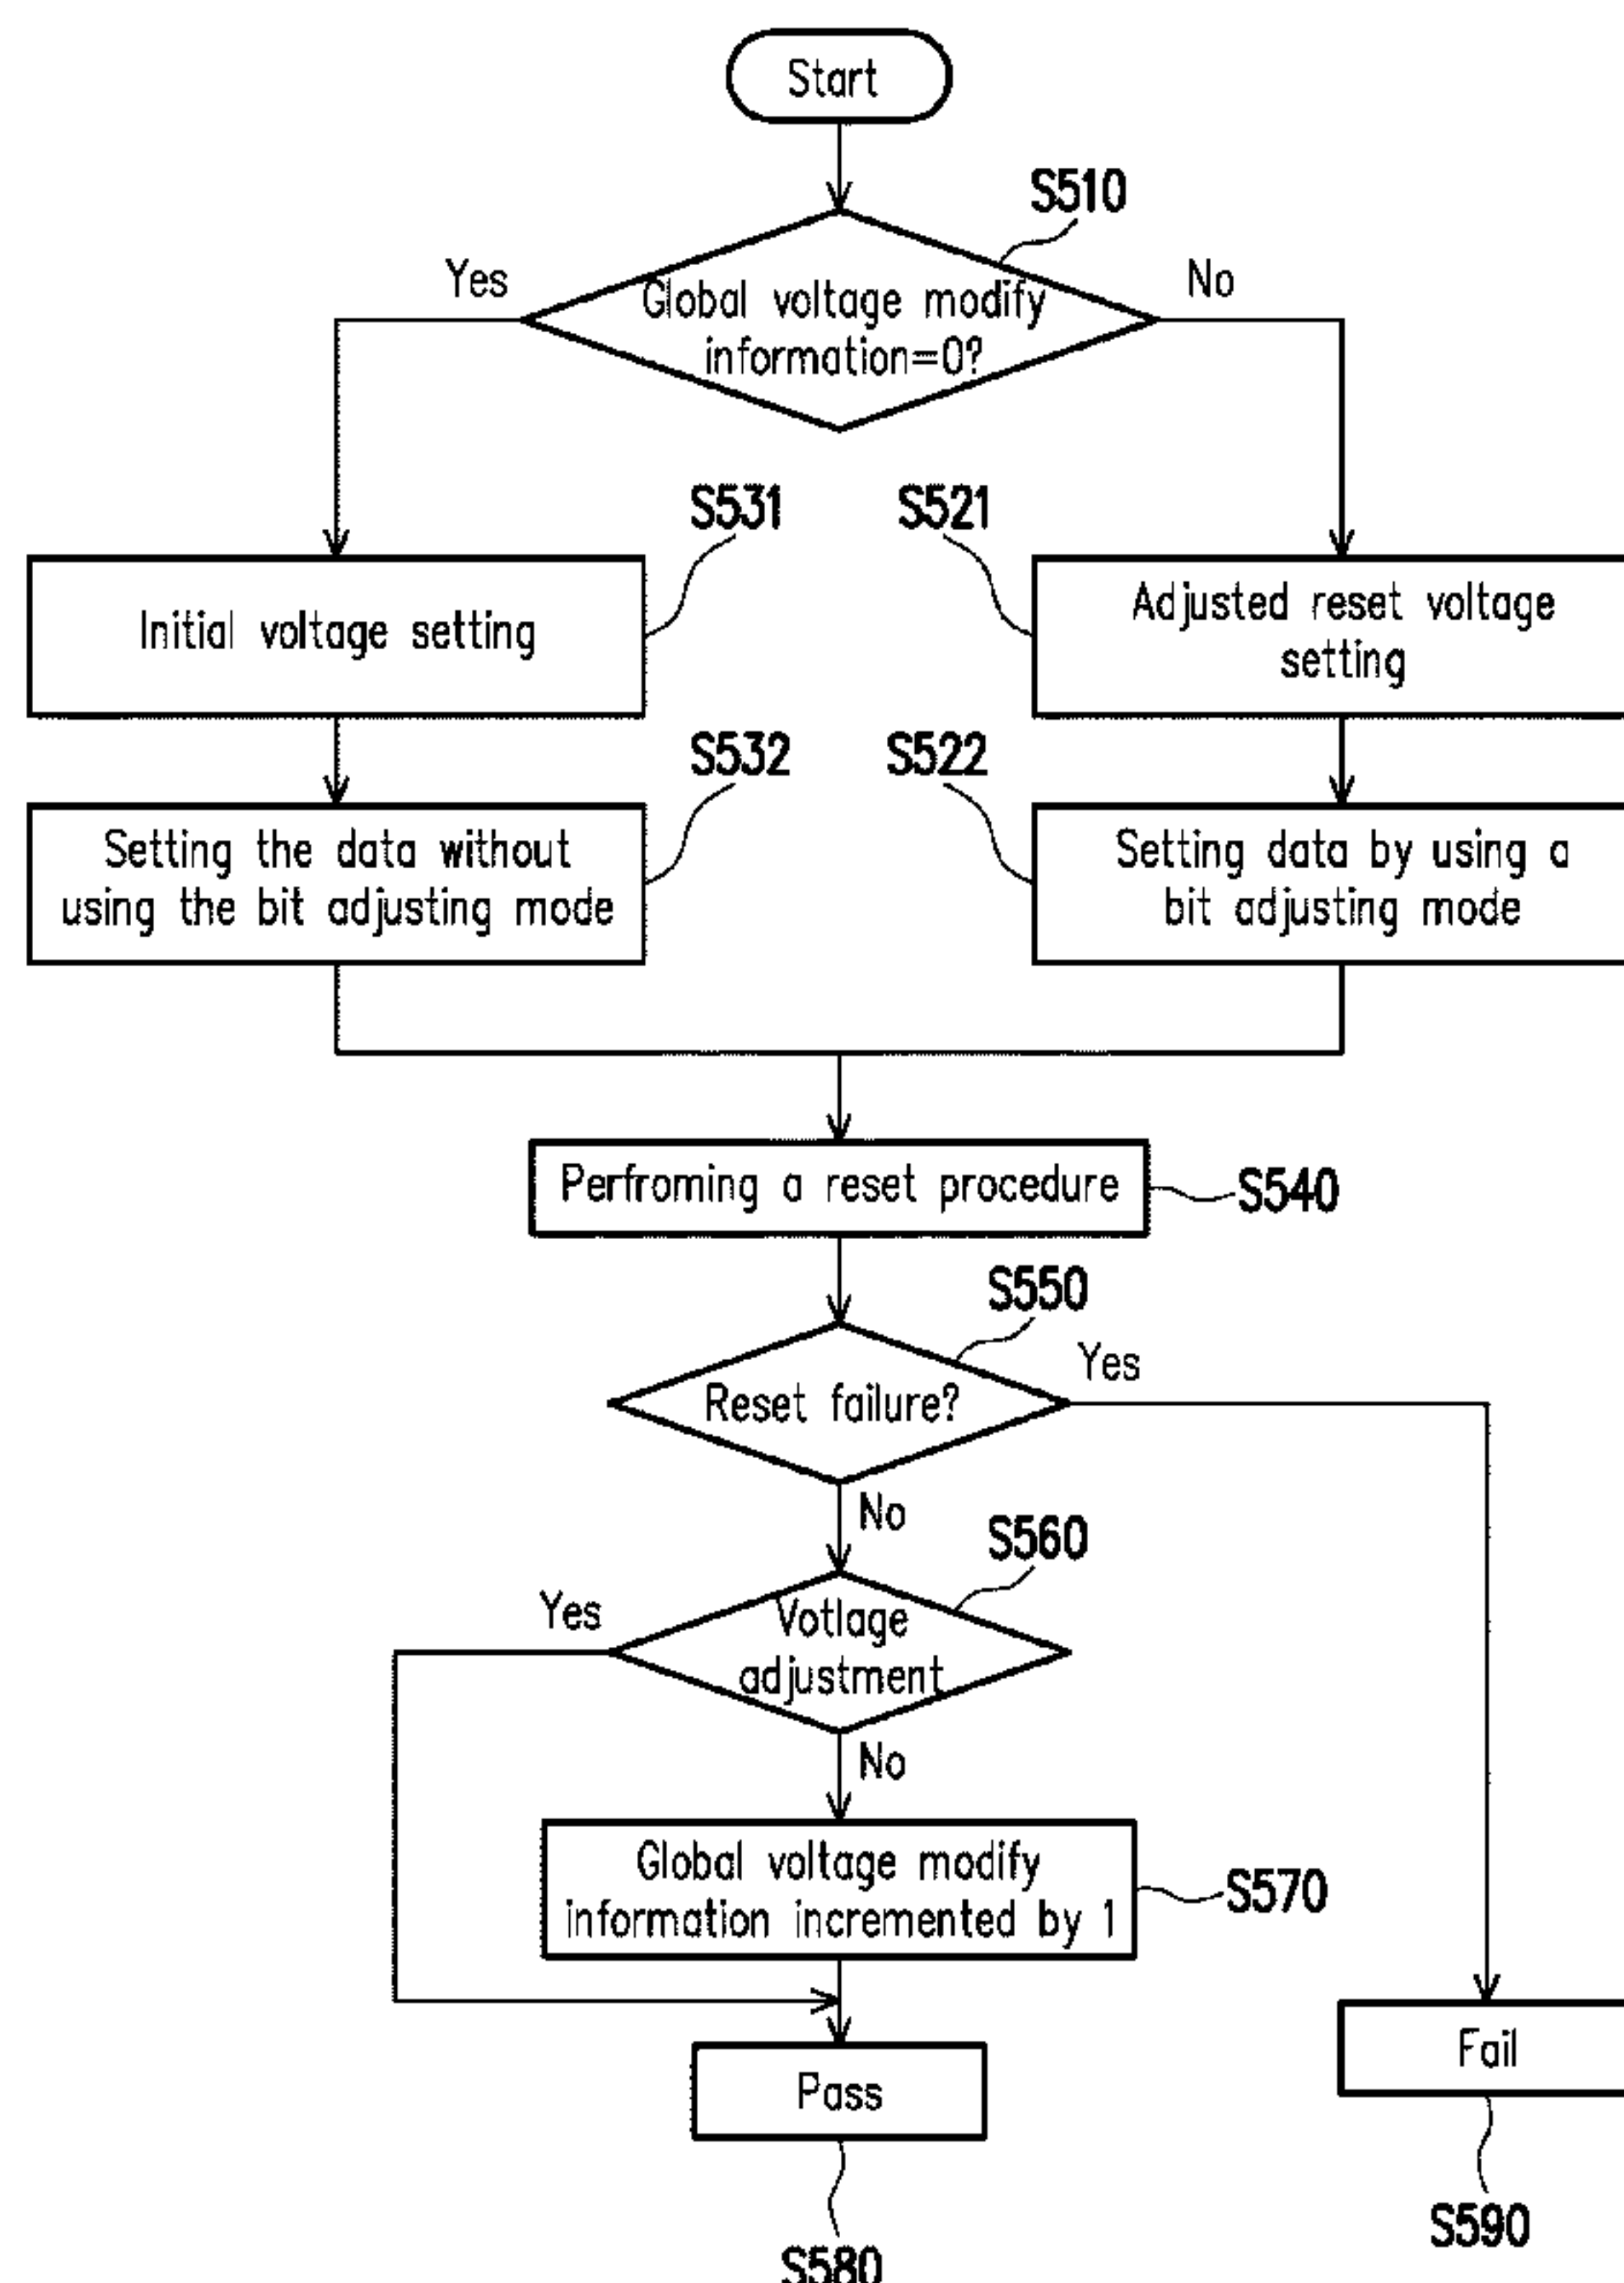 Start
S510
Yes
No
Global voltage modify
information=0?
S531
S521
Initial voltage setting
Adjusted reset voltage
setting
S532
S522
Setting the data without
using the bit adjusting mode
Setting data by using a
bit adjusting mode
Perfroming a reset procedure
S540
S550
Yes
Reset failure?
No
S560
Yes
Votlage
adjustment
No
Global voltage modify
information incremented by 1
S570
Fail
Pass
S590
S580